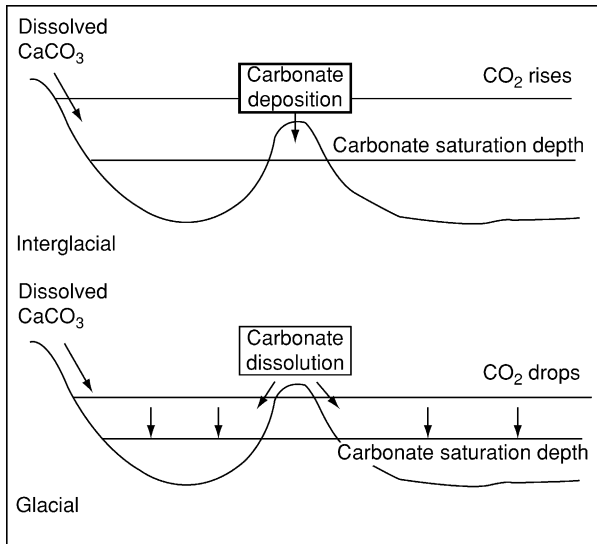 Dissolved
CaCO₃
Carbonate
deposition
CO₂ rises
Carbonate saturation depth
Interglacial
Dissolved
CaCO₃
Carbonate
dissolution
CO₂ drops
Carbonate saturation depth
Glacial